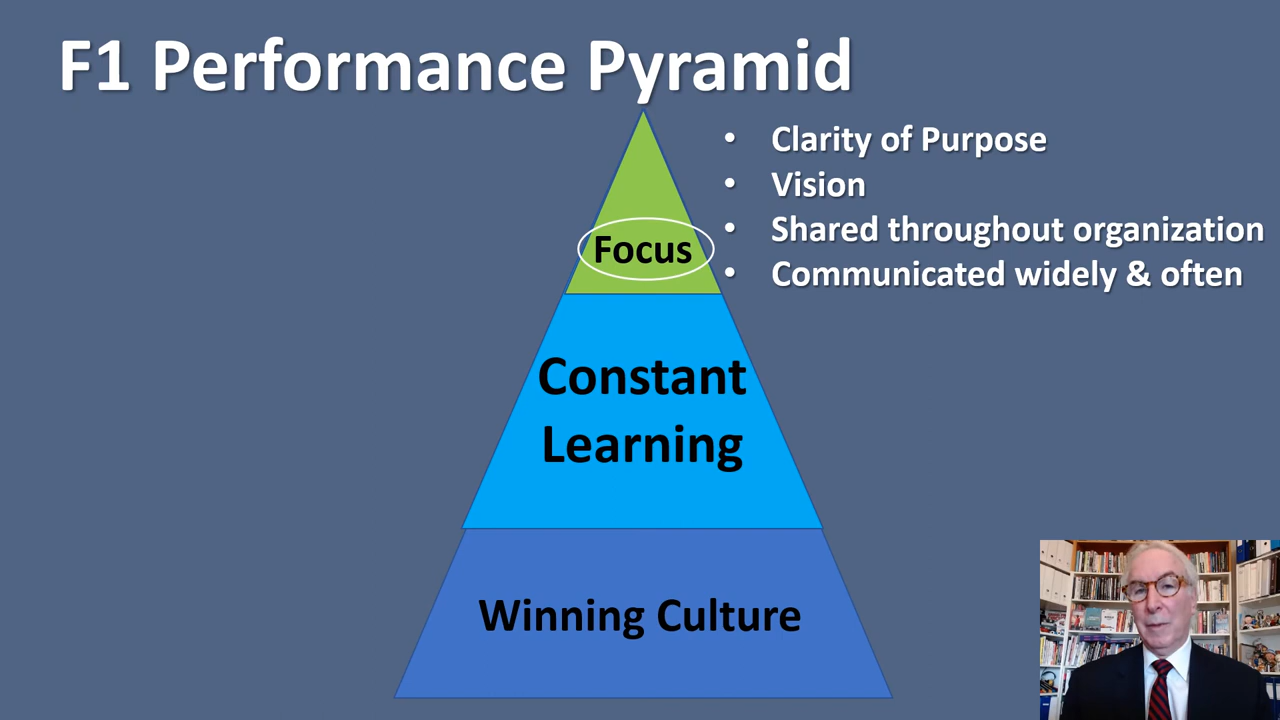 F1 Performance Pyramid
• Clarity of Purpose
• Vision
• Shared throughout organization
• Communicated widely & often
Focus
Constant
Learning
Winning Culture